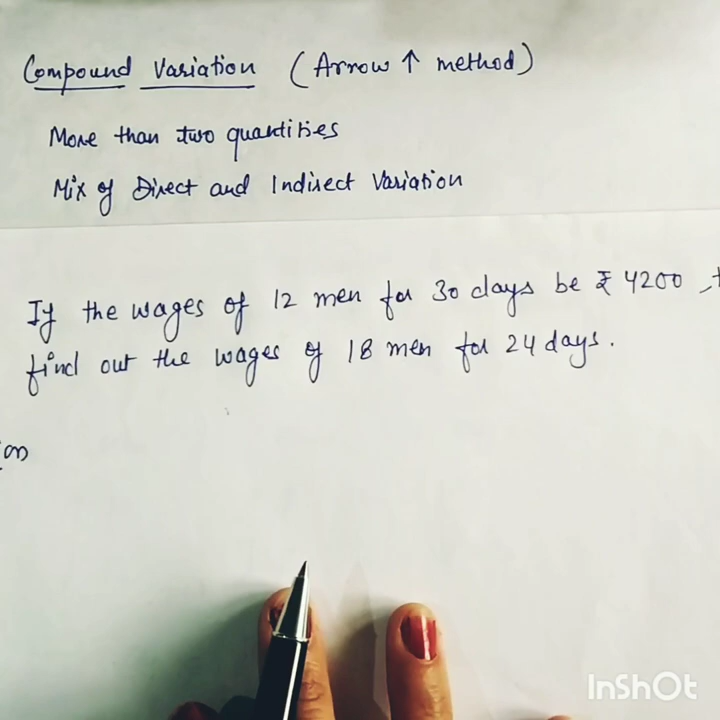 Compound Variation (Arrow ↑ method)
More than two quantities
Mix of Direct and Indirect Variation
If the wages of 12 men for 30 days be ₹ 4200, t
find out the wages of 18 men for 24 days.
on
InShOt